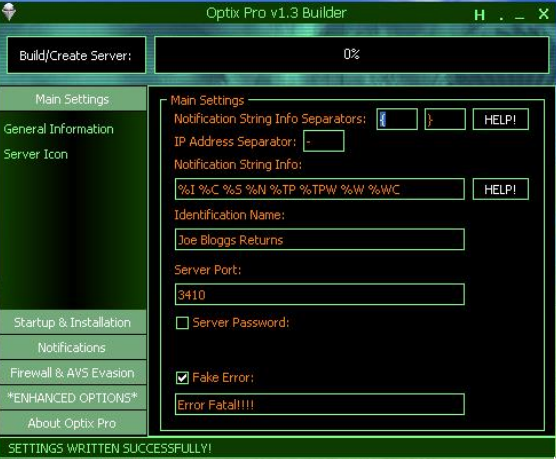 Optix Pro v1.3 Builder
H . _ X
Build/Create Server:
0%
Main Settings
General Information
Server Icon
Startup & Installation
Notifications
Firewall & AVS Evasion
*ENHANCED OPTIONS*
About Optix Pro
Main Settings
Notification String Info Separators: { } HELP!
IP Address Separator: -
Notification String Info:
%I %C %S %N %TP %TPW %W %WC HELP!
Identification Name:
Joe Bloggs Returns
Server Port:
3410
Server Password:
Fake Error:
Error Fatal!!!!
SETTINGS WRITTEN SUCCESSFULLY!